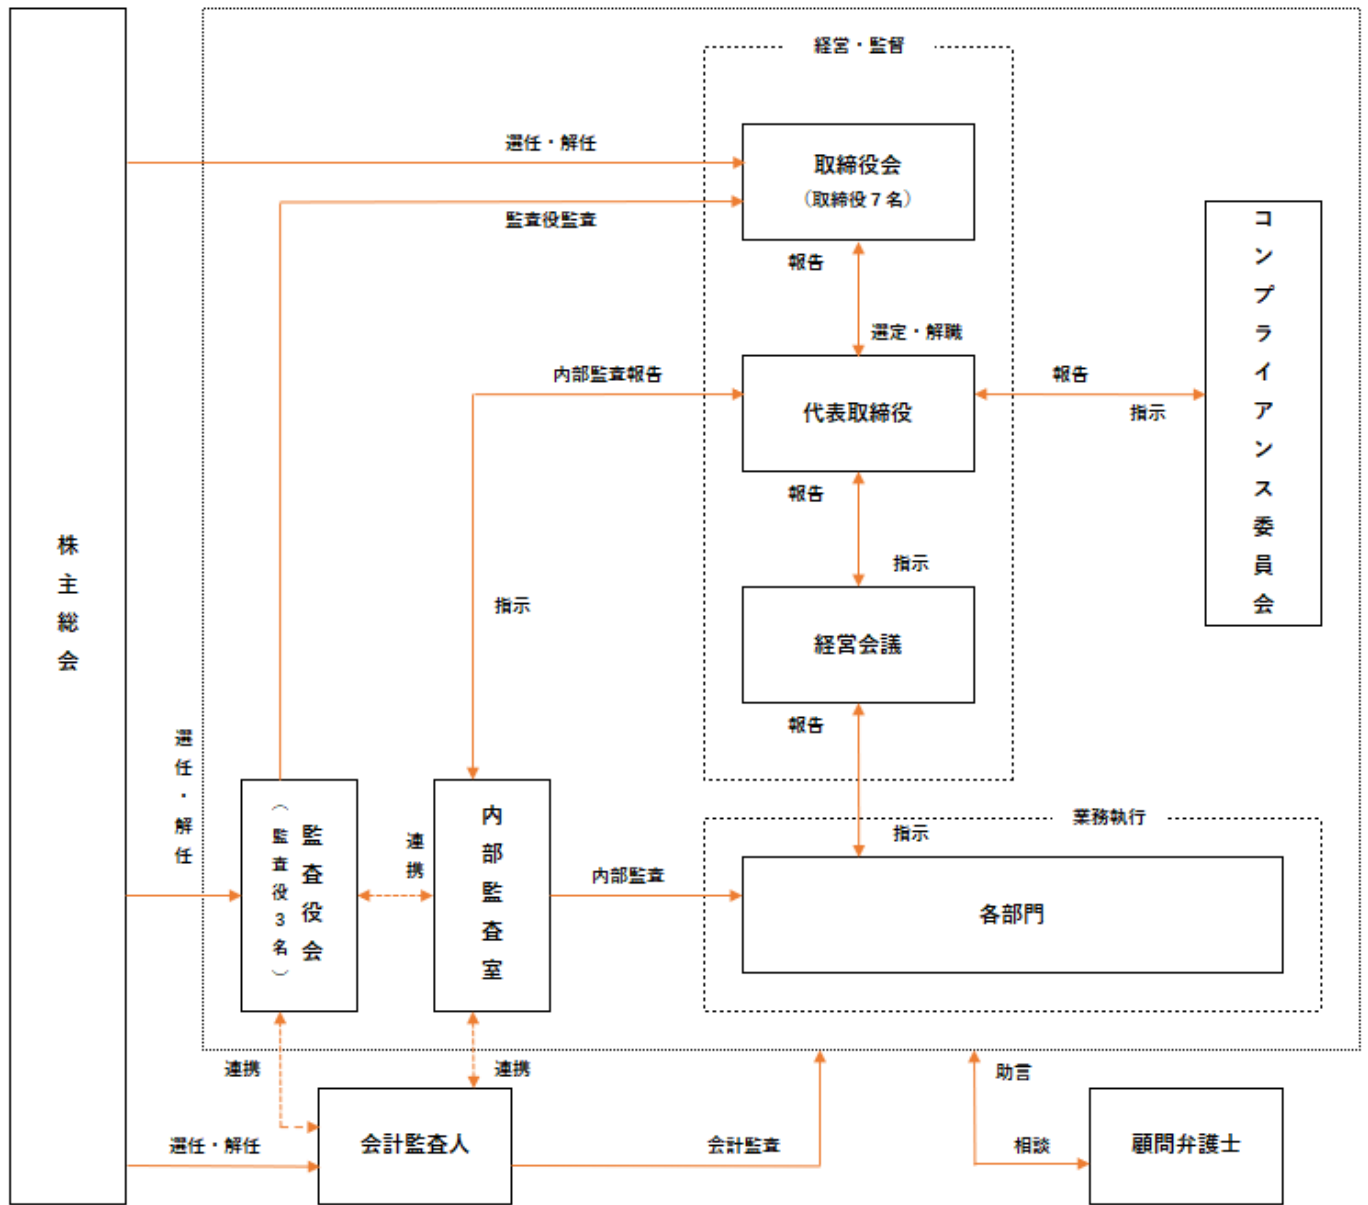 経営・監督
選任・解任
取締役会
（取締役７名）
監査役監査
報告
選定・解職
内部監査報告
代表取締役
報告
指示
コンプライアンス委員会
報告
指示
指示
経営会議
株主総会
報告
選任・解任
業務執行
指示
監査役会
（監査役３名）
連携
内部監査室
内部監査
各部門
連携
連携
助言
選任・解任
会計監査人
会計監査
相談
顧問弁護士